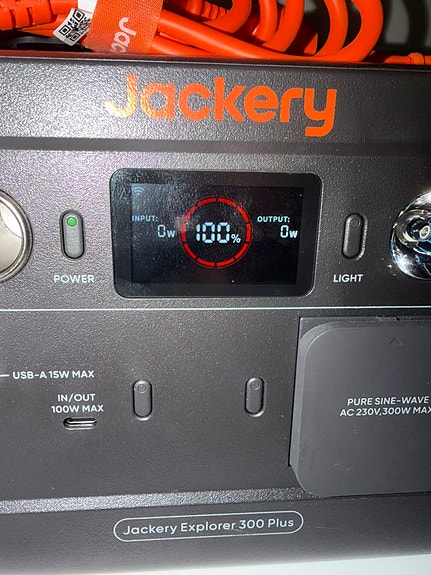 Jackery
Jackery
INPUT:
0w
100%
OUTPUT:
0w
POWER
LIGHT
USB-A 15W MAX
IN/OUT
100W MAX
PURE SINE-WAVE
AC 230V,300W MAX
Jackery Explorer 300 Plus